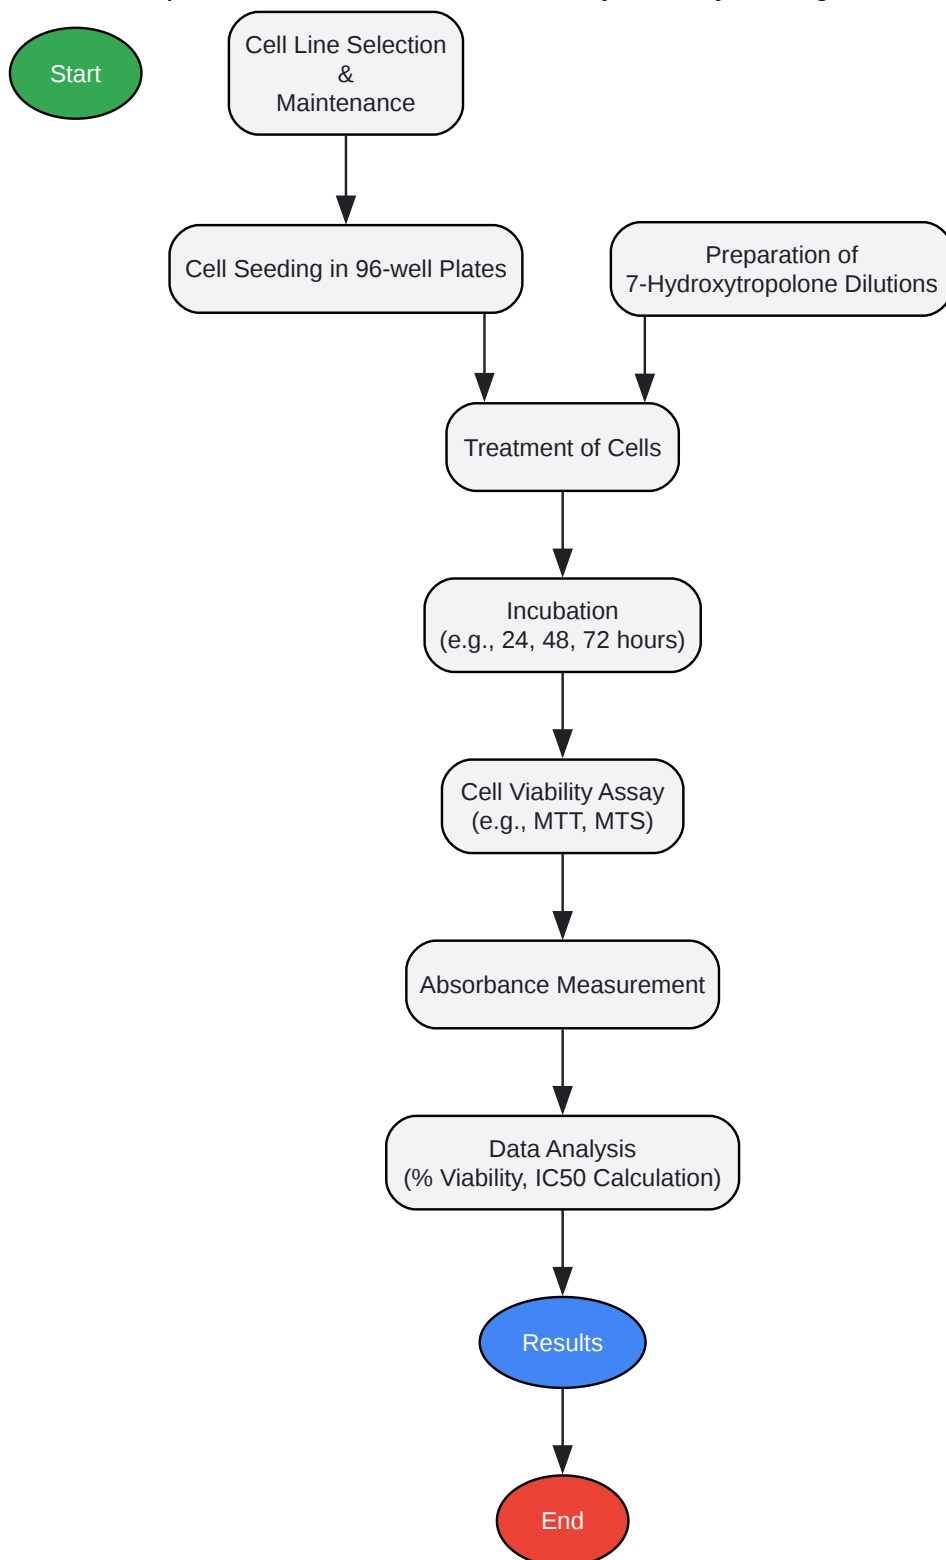 Start
Cell Line Selection
&
Maintenance
Cell Seeding in 96-well Plates
Preparation of
7-Hydroxytropolone Dilutions
Treatment of Cells
Incubation
(e.g., 24, 48, 72 hours)
Cell Viability Assay
(e.g., MTT, MTS)
Absorbance Measurement
Data Analysis
(% Viability, IC50 Calculation)
Results
End